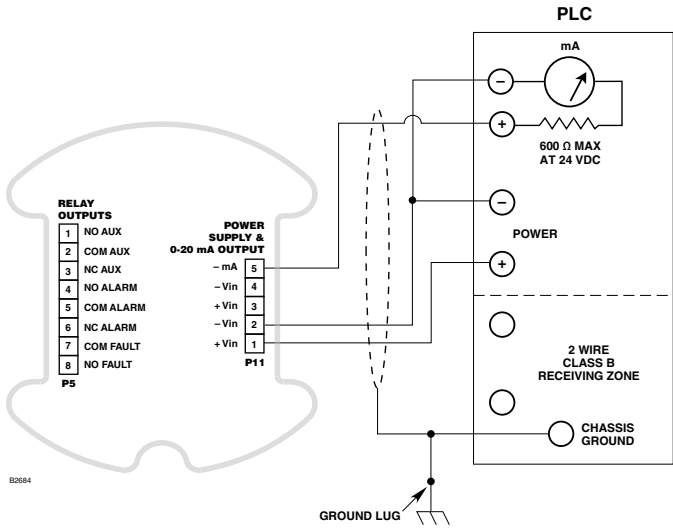 PLC
mA
−
+
600 Ω MAX
AT 24 VDC
−
POWER
+
2 WIRE
CLASS B
RECEIVING ZONE
CHASSIS
GROUND
RELAY
OUTPUTS
1 NO AUX
2 COM AUX
3 NC AUX
4 NO ALARM
5 COM ALARM
6 NC ALARM
7 COM FAULT
8 NO FAULT
P5
POWER
SUPPLY &
0-20 mA OUTPUT
− mA 5
− Vin 4
+ Vin 3
− Vin 2
+ Vin 1
P11
GROUND LUG
B2684